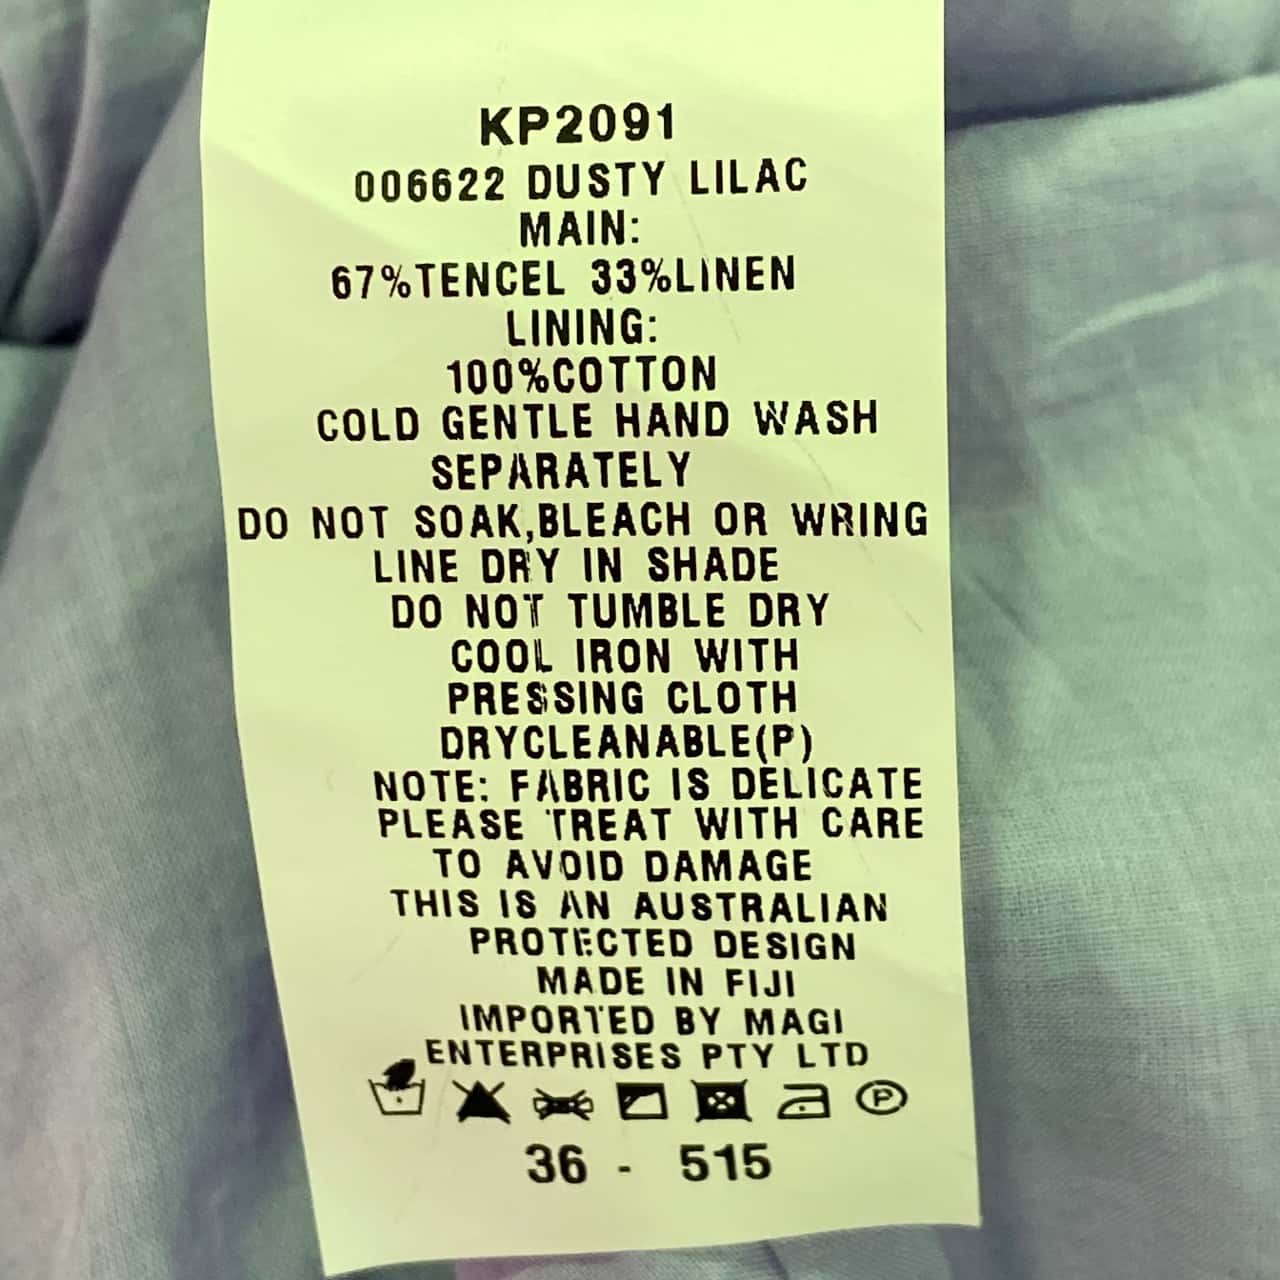 KP2091
006622 DUSTY LILAC
MAIN:
67%TENCEL 33%LINEN
LINING:
100%COTTON
COLD GENTLE HAND WASH
SEPARATELY
DO NOT SOAK,BLEACH OR WRING
LINE DRY IN SHADE
DO NOT TUMBLE DRY
COOL IRON WITH
PRESSING CLOTH
DRYCLEANABLE(P)
NOTE: FABRIC IS DELICATE
PLEASE TREAT WITH CARE
TO AVOID DAMAGE
THIS IS AN AUSTRALIAN
PROTECTED DESIGN
MADE IN FIJI
IMPORTED BY MAGI
ENTERPRISES PTY LTD
P
36 - 515